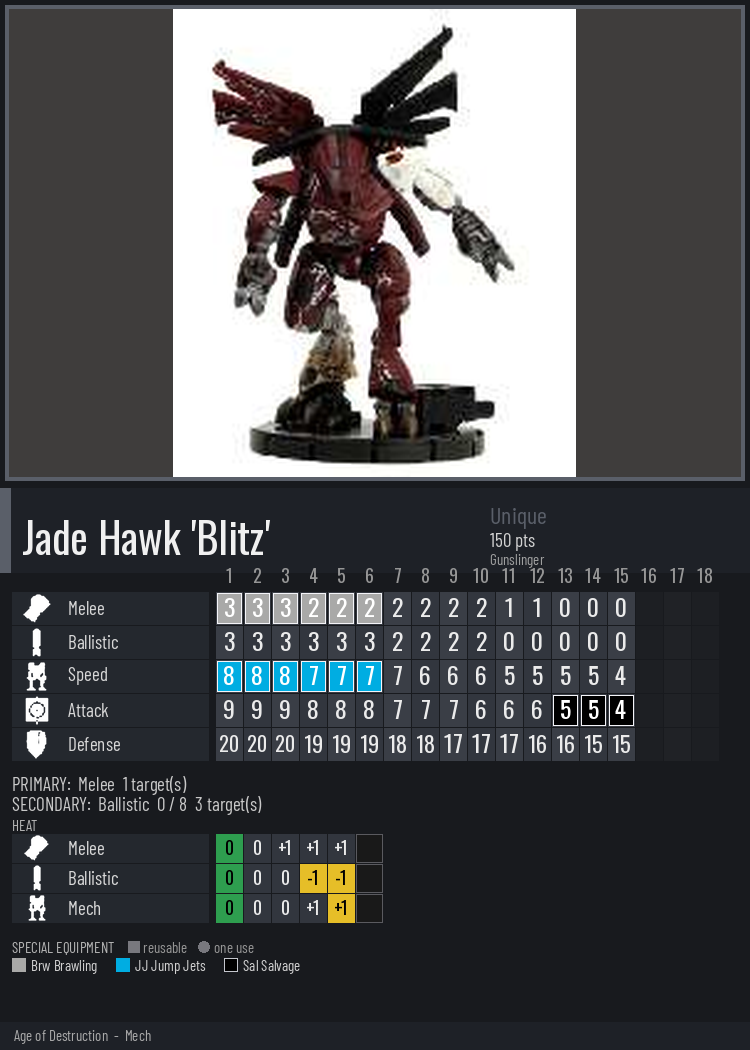 Jade Hawk 'Blitz'
Unique
150 pts
Gunslinger
1 2 3 4 5 6 7 8 9 10 11 12 13 14 15 16 17 18
Melee 3 3 3 2 2 2 2 2 2 2 1 1 0 0 0
Ballistic 3 3 3 3 3 3 2 2 2 2 0 0 0 0 0
Speed 8 8 8 7 7 7 7 6 6 6 5 5 5 5 4
Attack 9 9 9 8 8 8 7 7 7 6 6 6 5 5 4
Defense 20 20 20 19 19 19 18 18 17 17 17 16 16 15 15
PRIMARY: Melee 1 target(s)
SECONDARY: Ballistic 0 / 8 3 target(s)
HEAT
Melee 0 0 +1 +1 +1
Ballistic 0 0 0 -1 -1
Mech 0 0 0 +1 +1
SPECIAL EQUIPMENT reusable one use
Brw Brawling JJ Jump Jets Sal Salvage
Age of Destruction - Mech